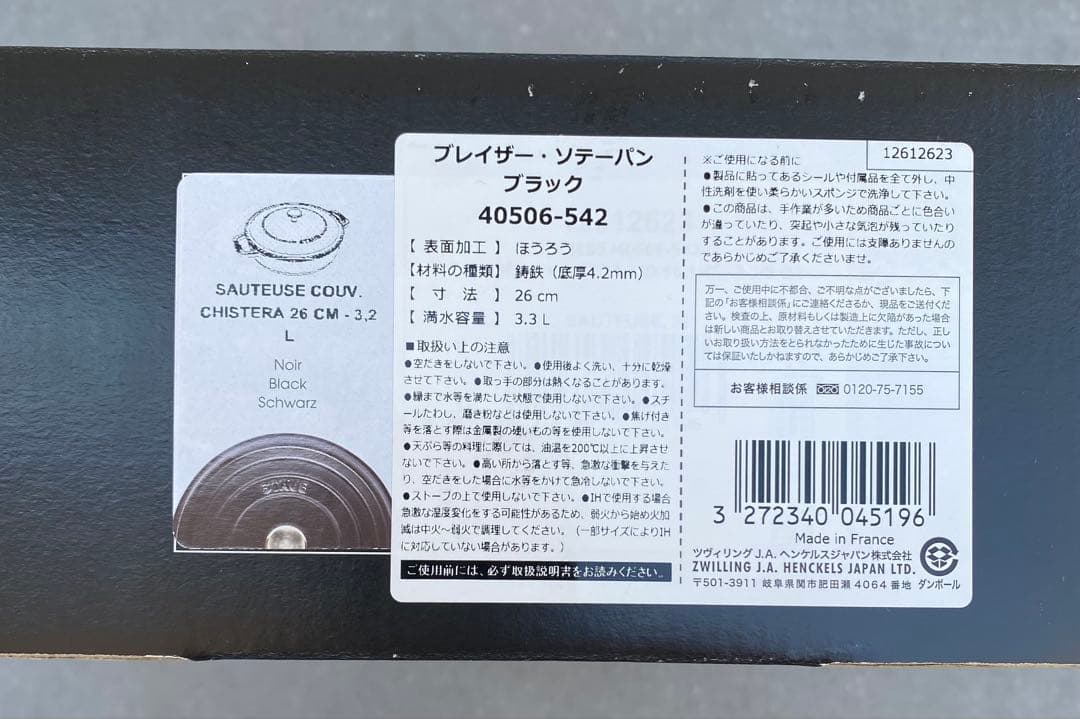 SAUTEUSE COUV.
CHISTERA 26 CM - 3,2
L
Noir
Black
Schwarz
STAUB
ブレイザー・ソテーパン
ブラック
40506-542
【 表面加工 】 ほうろう
【材料の種類】 鋳鉄（底厚4.2mm）
【 寸 法 】 26 cm
【 満水容量 】 3.3 L
■取扱い上の注意
●空だきをしないで下さい。●使用後よく洗い、十分に乾燥
させて下さい。●取っ手の部分は熱くなることがあります。
●縁まで水等を満たした状態で使用しないで下さい。●スチ
ールたわし、磨き粉などは使用しないで下さい。●焦げ付き
等を落とす際は金属製の硬いもの等を使用しないで下さい。
●天ぷら等の料理に際しては、油温を200℃以上に上昇させ
ないで下さい。●高い所から落とす等、急激な衝撃を与えた
り、空だきをした場合に水等をかけて急冷しないで下さい。
●ストーブの上で使用しないで下さい。●IHで使用する場合
急激な温度変化をする可能性があるため、弱火から始め火加
減は中火～弱火で調理してください。（一部サイズによりIH
に対応していない場合があります。）
ご使用前には、必ず取扱説明書をお読みください。
12612623
※ご使用になる前に
●製品に貼ってあるシールや付属品を全て外し、中
性洗剤を使い柔らかいスポンジで洗浄して下さい。
●この商品は、手作業が多いため商品ごとに色合い
が違っていたり、突起や小さな気泡が残っていたり
することがあります。ご使用には支障ありませんの
であらかじめご了承くださいませ。
万一、ご使用中に不都合、ご不明な点がございましたら、下
記の「お客様相談係」にご連絡くださるか、現品をご送付くださ
い。検査の上、原材料もしくは製造上に欠陥があった場合
は新しい商品とお取り替えさせていただきます。ただし、正し
いお取り扱い方法をとられなかったために生じた事故につい
ては保証いたしかねますので、あらかじめご了承下さい。
お客様相談係 0120-75-7155
3 272340 045196
Made in France
ツヴィリング J.A. ヘンケルスジャパン株式会社
ZWILLING J.A. HENCKELS JAPAN LTD.
〒501-3911 岐阜県関市肥田瀬 4064 番地
ダンボール